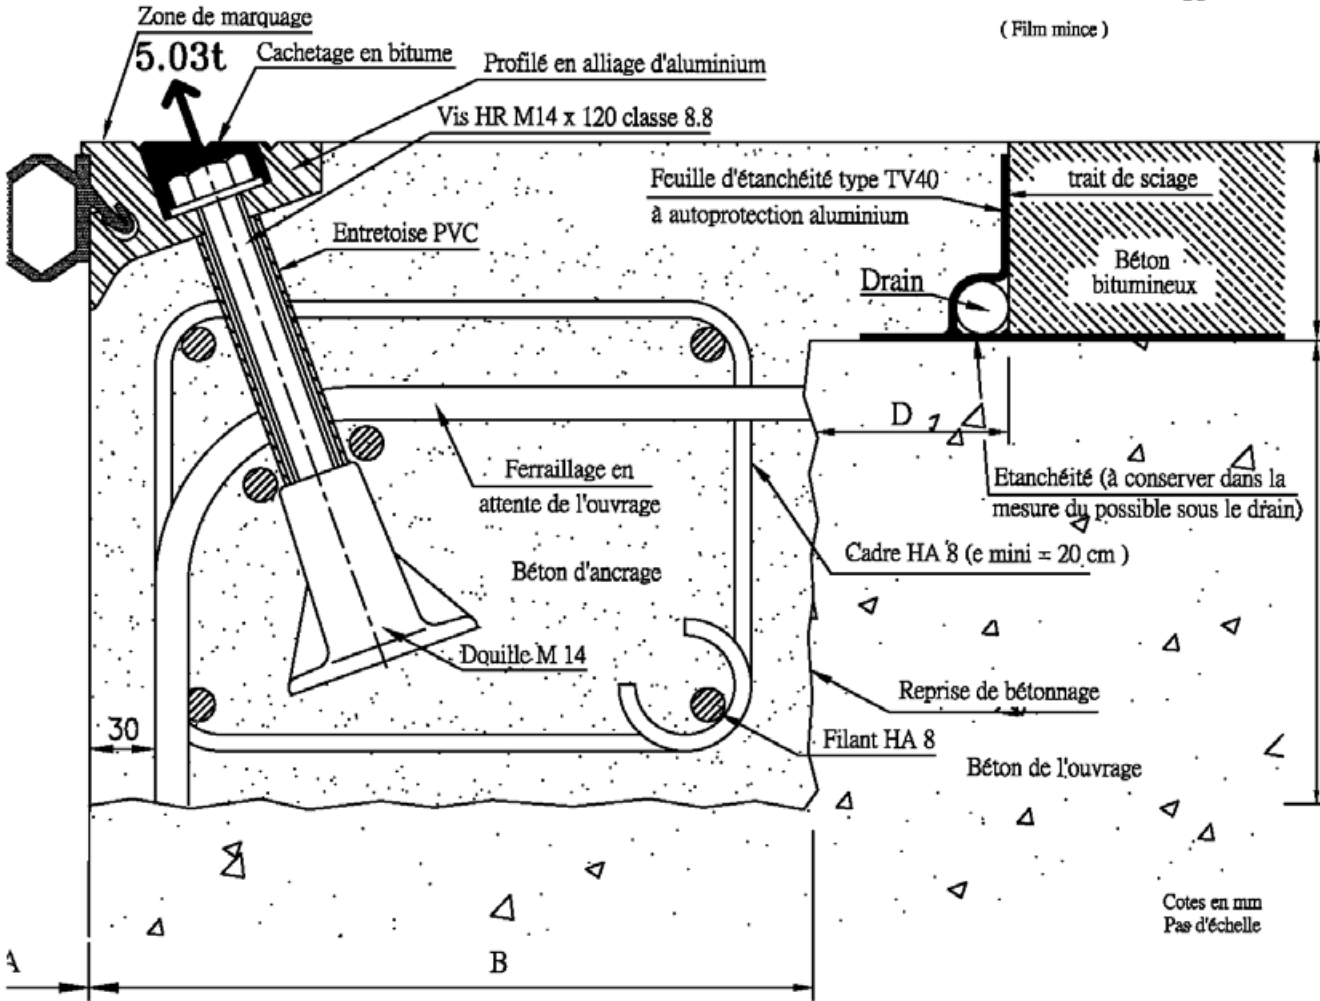 Zone de marquage
( Film mince )
5.03t
Cachetage en bitume
Profilé en alliage d'aluminium
Vis HR M14 x 120 classe 8.8
Feuille d'étanchéité type TV40
à autoprotection aluminium
trait de sciage
Entretoise PVC
Béton
bitumineux
Drain
D 1
Ferraillage en
attente de l'ouvrage
Etanchéité (à conserver dans la
mesure du possible sous le drain)
Cadre HA 8 (e mini = 20 cm )
Béton d'ancrage
Douille M 14
Reprise de bétonnage
30
Filant HA 8
Béton de l'ouvrage
Cotes en mm
Pas d'échelle
A
B